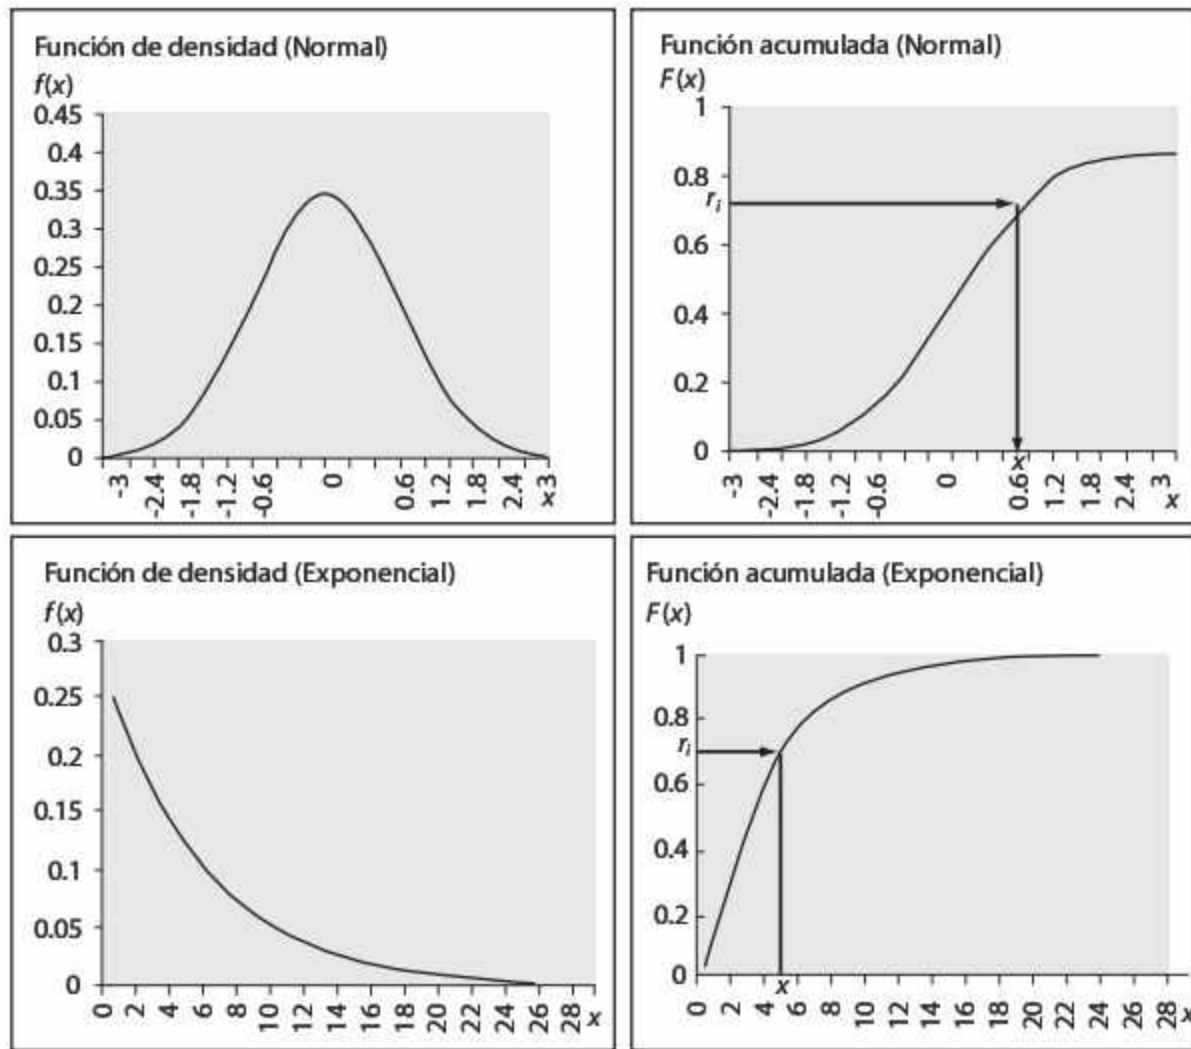 Función de densidad (Normal)
f(x)
0.45
0.4
0.35
0.3
0.25
0.2
0.15
0.1
0.05
0
-3 -2.4 -1.8 -1.2 -0.6 0 0.6 1.2 1.8 2.4 3
x
Función acumulada (Normal)
F(x)
1
0.8
ri
0.6
0.4
0.2
0
x
-3 -2.4 -1.8 -1.2 -0.6 0 0.6 1.2 1.8 2.4 3
x
Función de densidad (Exponencial)
f(x)
0.3
0.25
0.2
0.15
0.1
0.05
0
0 2 4 6 8 10 12 14 16 18 20 22 24 26 28 x
Función acumulada (Exponencial)
F(x)
1
0.8
ri
0.6
0.4
0.2
0
x
0 2 4 6 8 10 12 14 16 18 20 22 24 26 28 x